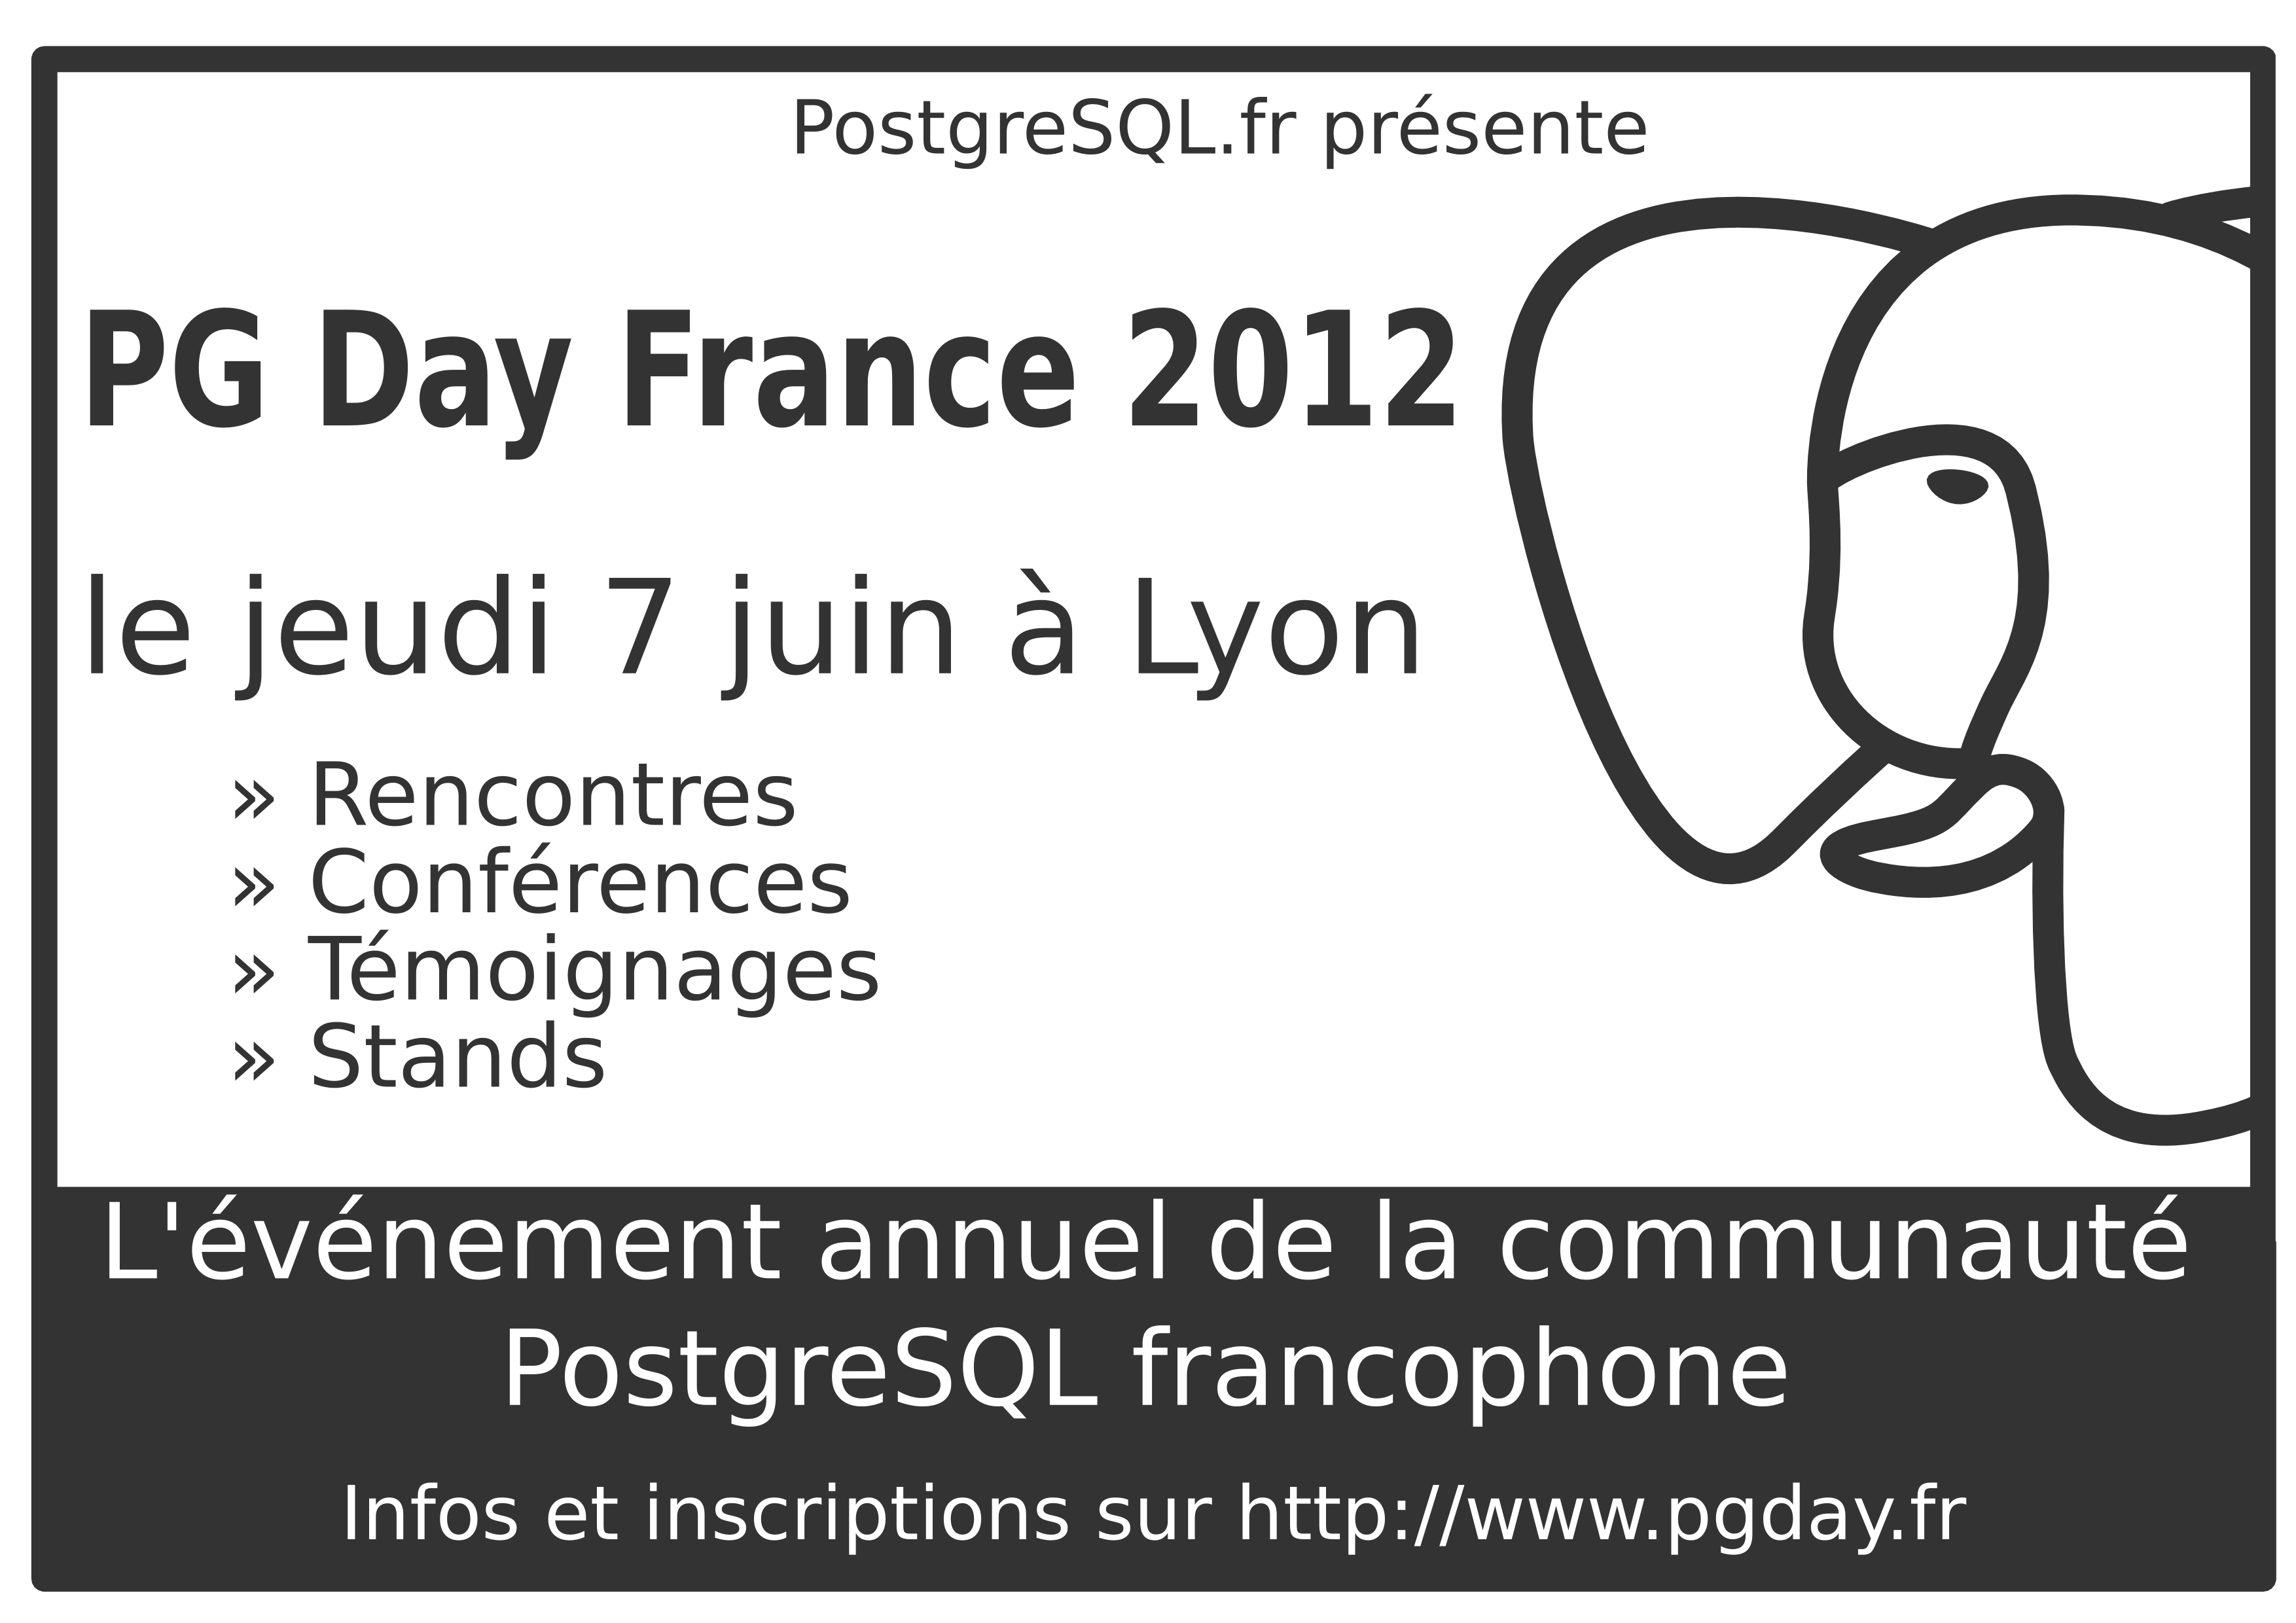 PostgreSQL.fr présente
PG Day France 2012
le jeudi 7 juin à Lyon
» Rencontres
» Conférences
» Témoignages
» Stands
L'événement annuel de la communauté
PostgreSQL francophone
Infos et inscriptions sur http://www.pgday.fr